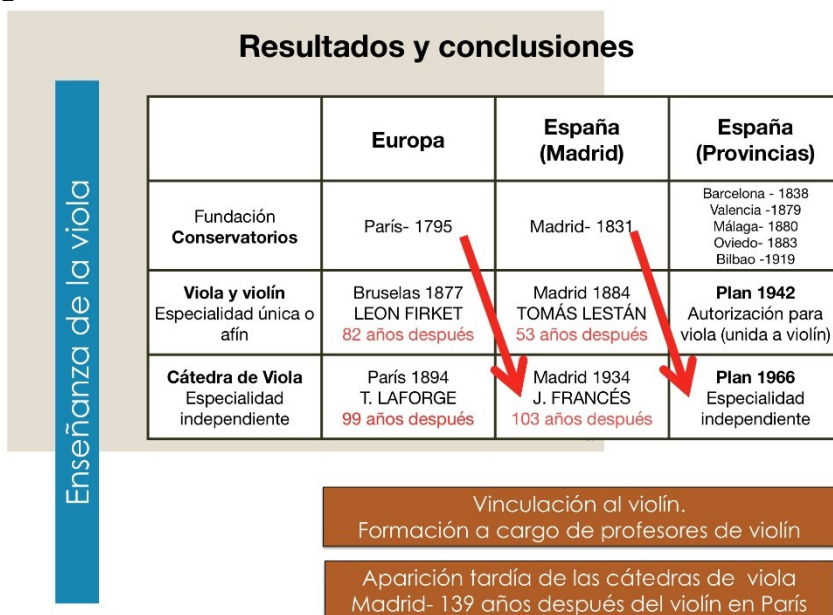 Resultados y conclusiones
Enseñanza de la viola
Europa
España
(Madrid)
España
(Provincias)
Fundación
Conservatorios
París- 1795
Madrid- 1831
Barcelona - 1838
Valencia -1879
Málaga - 1880
Oviedo - 1883
Bilbao -1919
Viola y violín
Especialidad única o
afín
Bruselas 1877
LEON FIRKET
82 años después
Madrid 1884
TOMÁS LESTÁN
53 años después
Plan 1942
Autorización para
viola (unida a violín)
Cátedra de Viola
Especialidad
independiente
París 1894
T. LAFORGE
99 años después
Madrid 1934
J. FRANCÉS
103 años después
Plan 1966
Especialidad
independiente
Vinculación al violín.
Formación a cargo de profesores de violín
Aparición tardía de las cátedras de viola
Madrid- 139 años después del violín en París